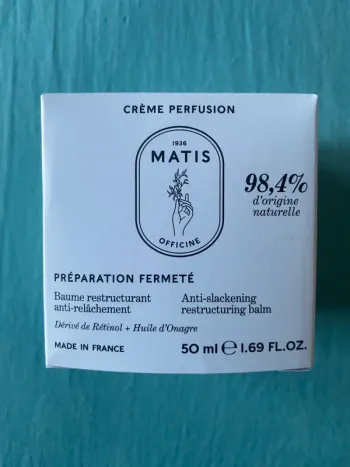 CRÈME PERFUSION
1936
MATIS
OFFICINE
98,4%
d'origine
naturelle
PRÉPARATION FERMETÉ
Baume restructurant
anti-relâchement
Anti-slackening
restructuring balm
Dérivé de Rétinol + Huile d'Onagre
MADE IN FRANCE
50 ml ℮ 1.69 FL.OZ.